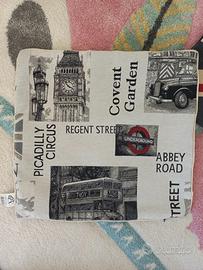 Covent
Garden
PICADILLY
CIRCUS
REGENT STREET
UNDERGROUND
ABBEY
ROAD
STREET